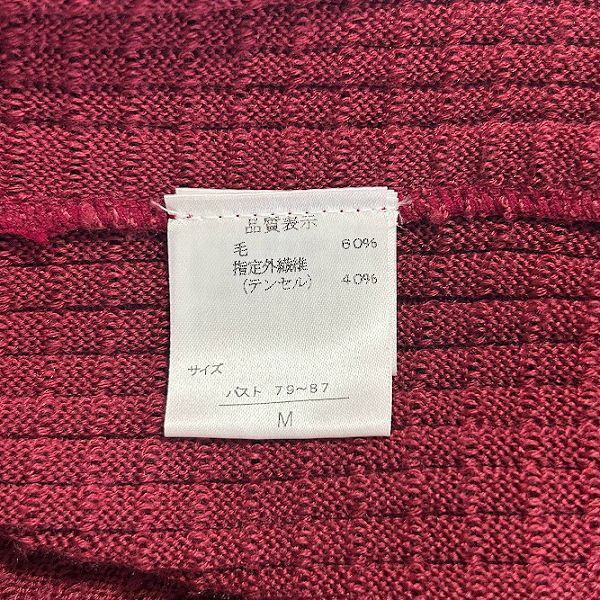 品質表示
毛 60%
指定外繊維
(テンセル) 40%
サイズ
バスト 79〜87
M